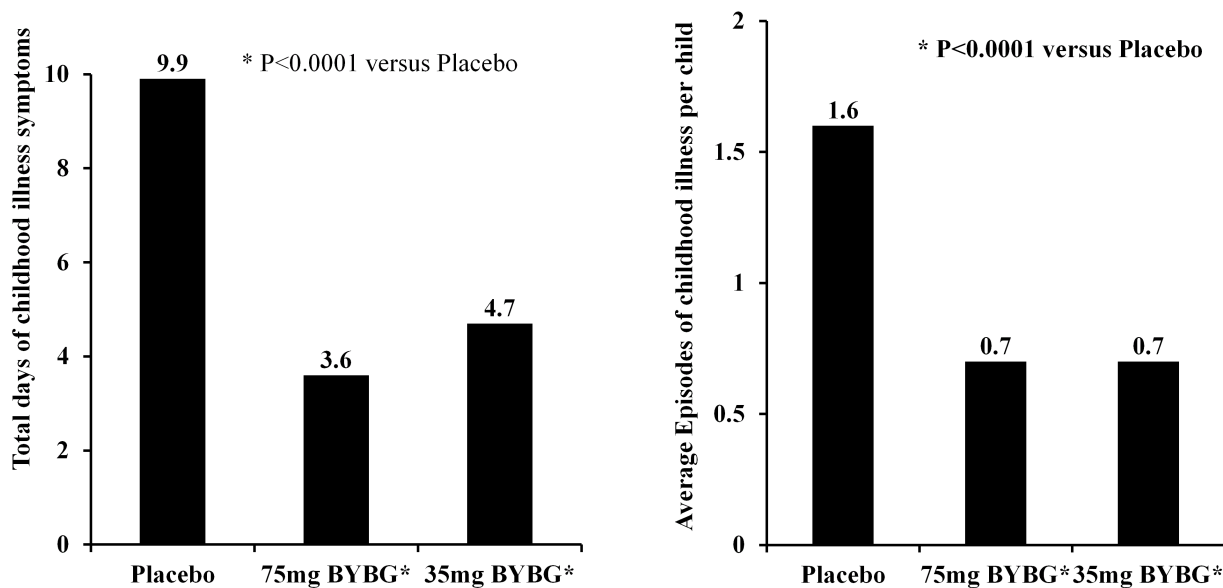 Total days of childhood illness symptoms
* P<0.0001 versus Placebo
10
8
6
4
2
0
9.9
3.6
4.7
Placebo
75mg BYBG*
35mg BYBG*
Average Episodes of childhood illness per child
* P<0.0001 versus Placebo
2
1.5
1
0.5
0
1.6
0.7
0.7
Placebo
75mg BYBG*
35mg BYBG*